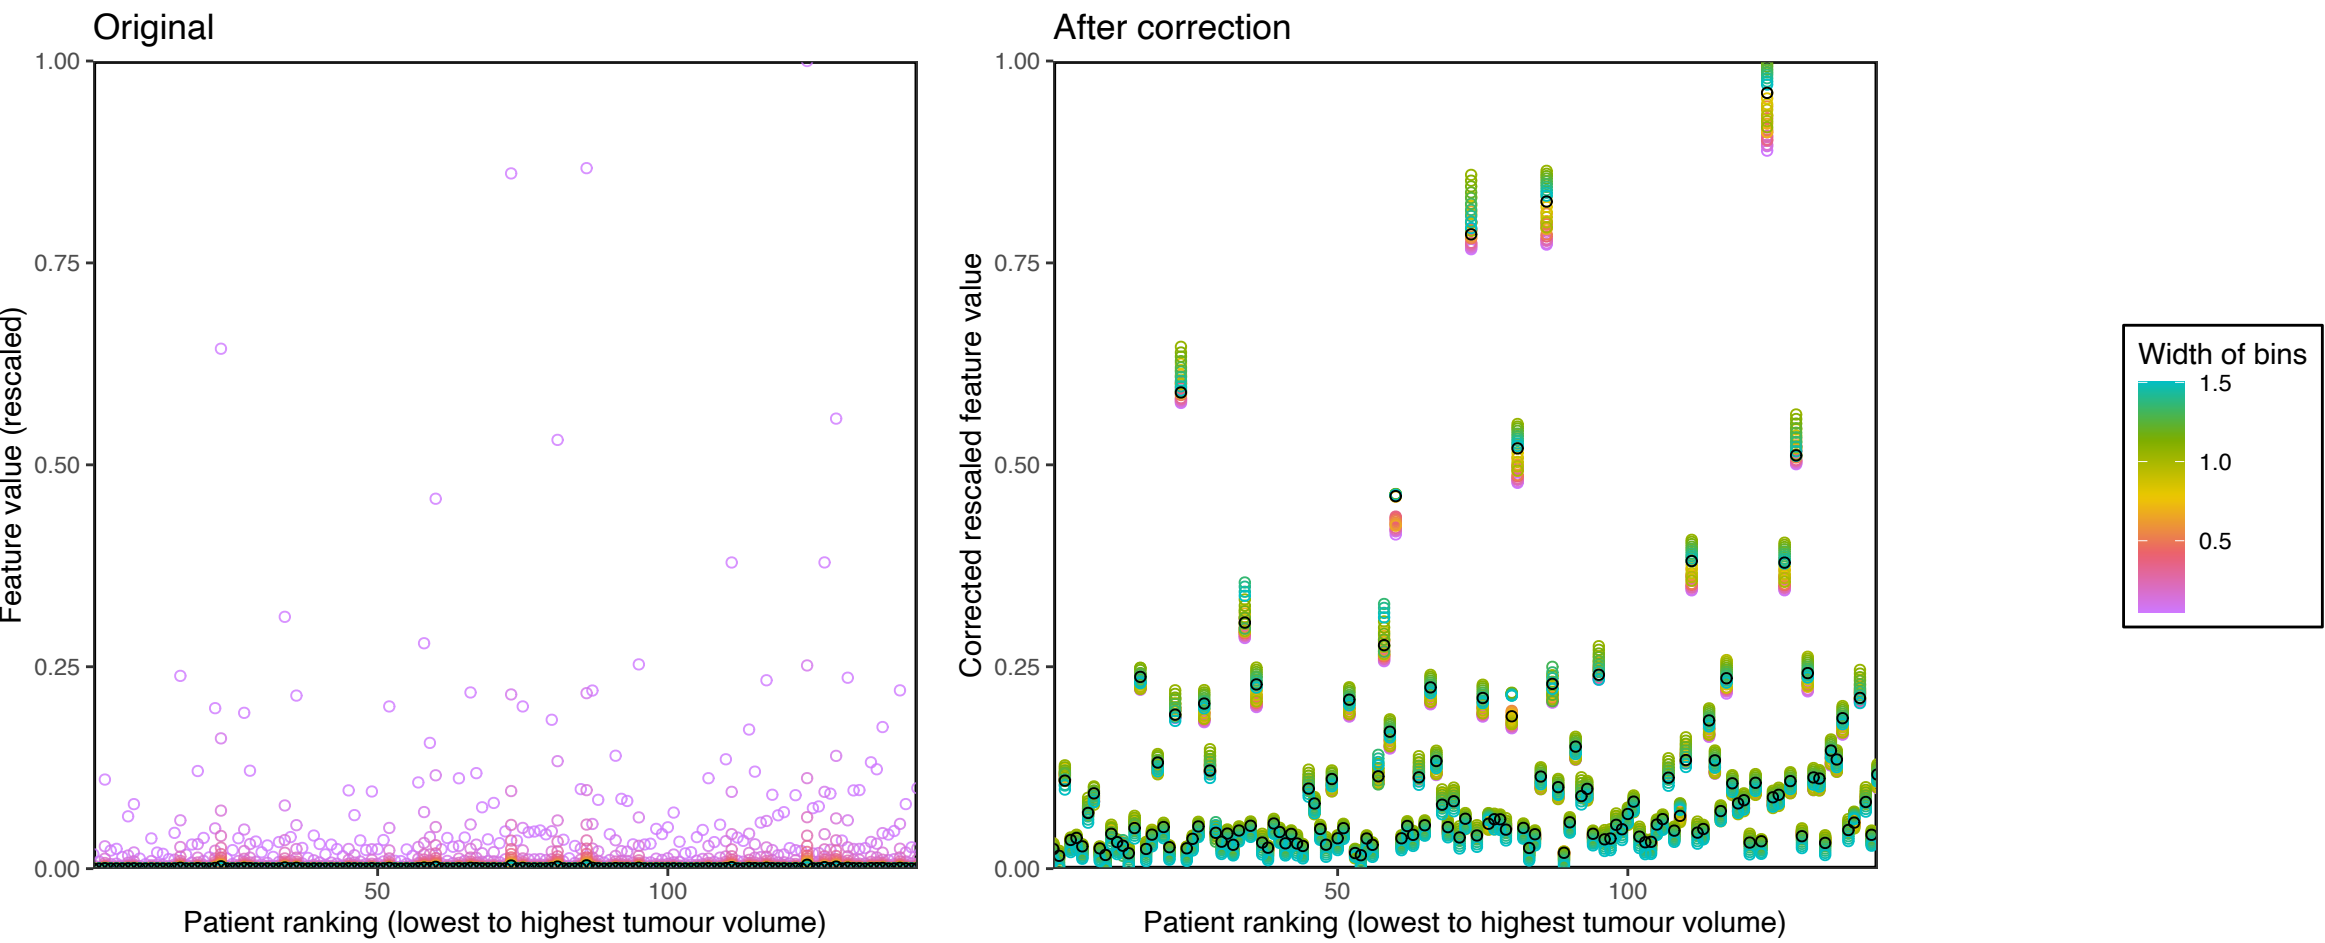 Original
After correction
1.00
0.75
0.50
0.25
0.00
50
100
Feature value (rescaled)
Patient ranking (lowest to highest tumour volume)
1.00
0.75
0.50
0.25
0.00
50
100
Corrected rescaled feature value
Patient ranking (lowest to highest tumour volume)
Width of bins
1.5
1.0
0.5